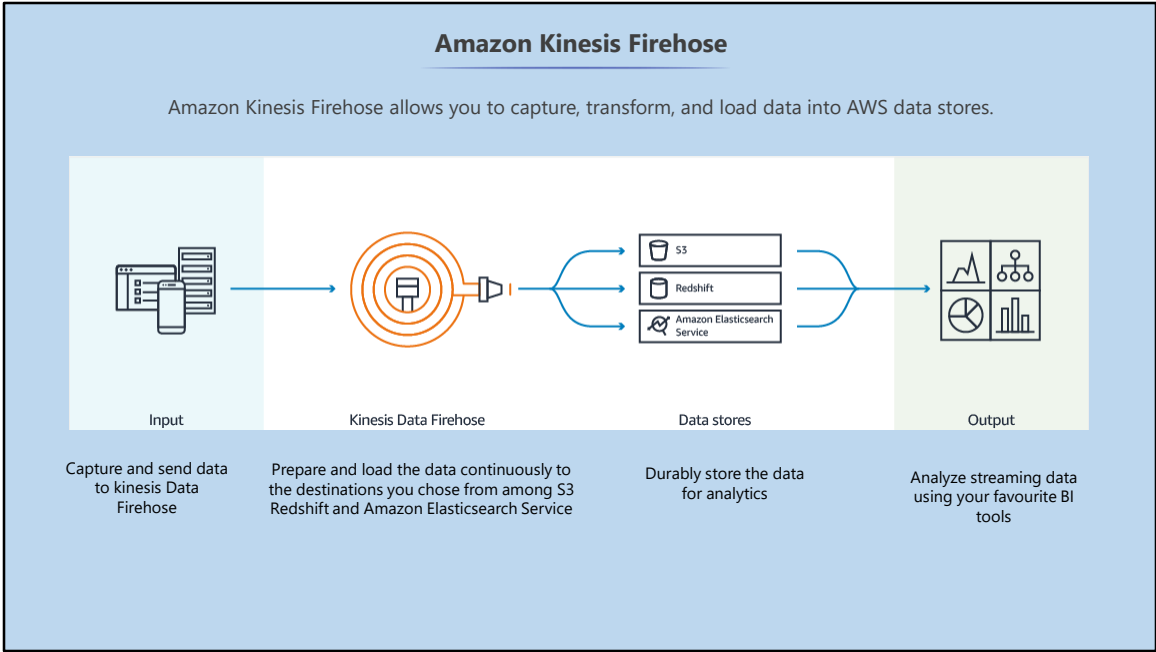 Amazon Kinesis Firehose
Amazon Kinesis Firehose allows you to capture, transform, and load data into AWS data stores.
S3
Redshift
Amazon Elasticsearch
Service
Input
Kinesis Data Firehose
Data stores
Output
Capture and send data
to kinesis Data
Firehose
Prepare and load the data continuously to
the destinations you chose from among S3
Redshift and Amazon Elasticsearch Service
Durably store the data
for analytics
Analyze streaming data
using your favourite BI
tools